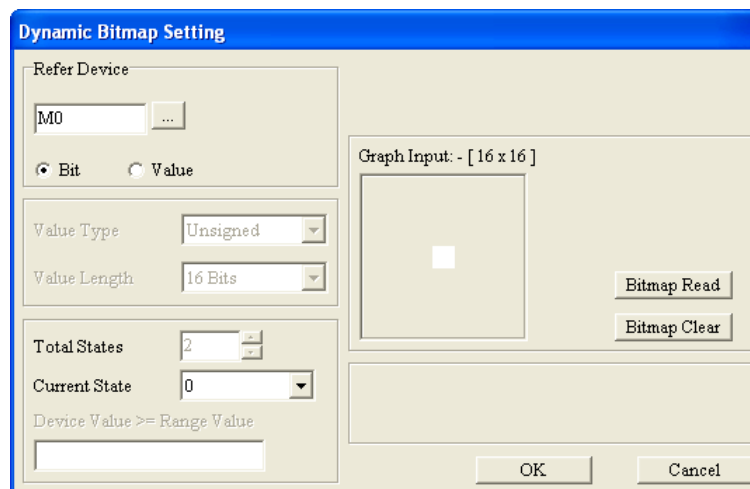 Dynamic Bitmap Setting
Refer Device
M0
...
Bit
Value
Value Type
Unsigned
Value Length
16 Bits
Total States
2
Current State
0
Device Value >= Range Value
Graph Input: - [ 16 x 16 ]
Bitmap Read
Bitmap Clear
OK
Cancel